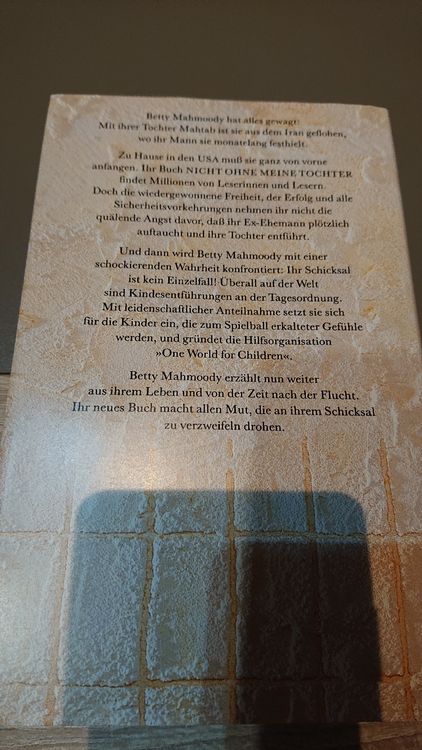 Betty Mahmoody hat alles gewagt:
Mit ihrer Tochter Mahtab ist sie aus dem Iran geflohen,
wo ihr Mann sie monatelang festhielt.
Zu Hause in den USA muß sie ganz von vorne
anfangen. Ihr Buch NICHT OHNE MEINE TOCHTER
findet Millionen von Leserinnen und Lesern.
Doch die wiedergewonnene Freiheit, der Erfolg und alle
Sicherheitsvorkehrungen nehmen ihr nicht die
quälende Angst davor, daß ihr Ex-Ehemann plötzlich
auftaucht und ihre Tochter entführt.
Und dann wird Betty Mahmoody mit einer
schockierenden Wahrheit konfrontiert: Ihr Schicksal
ist kein Einzelfall! Überall auf der Welt
sind Kindesentführungen an der Tagesordnung.
Mit leidenschaftlicher Anteilnahme setzt sie sich
für die Kinder ein, die zum Spielball erkalteter Gefühle
werden, und gründet die Hilfsorganisation
»One World for Children«.
Betty Mahmoody erzählt nun weiter
aus ihrem Leben und von der Zeit nach der Flucht.
Ihr neues Buch macht allen Mut, die an ihrem Schicksal
zu verzweifeln drohen.